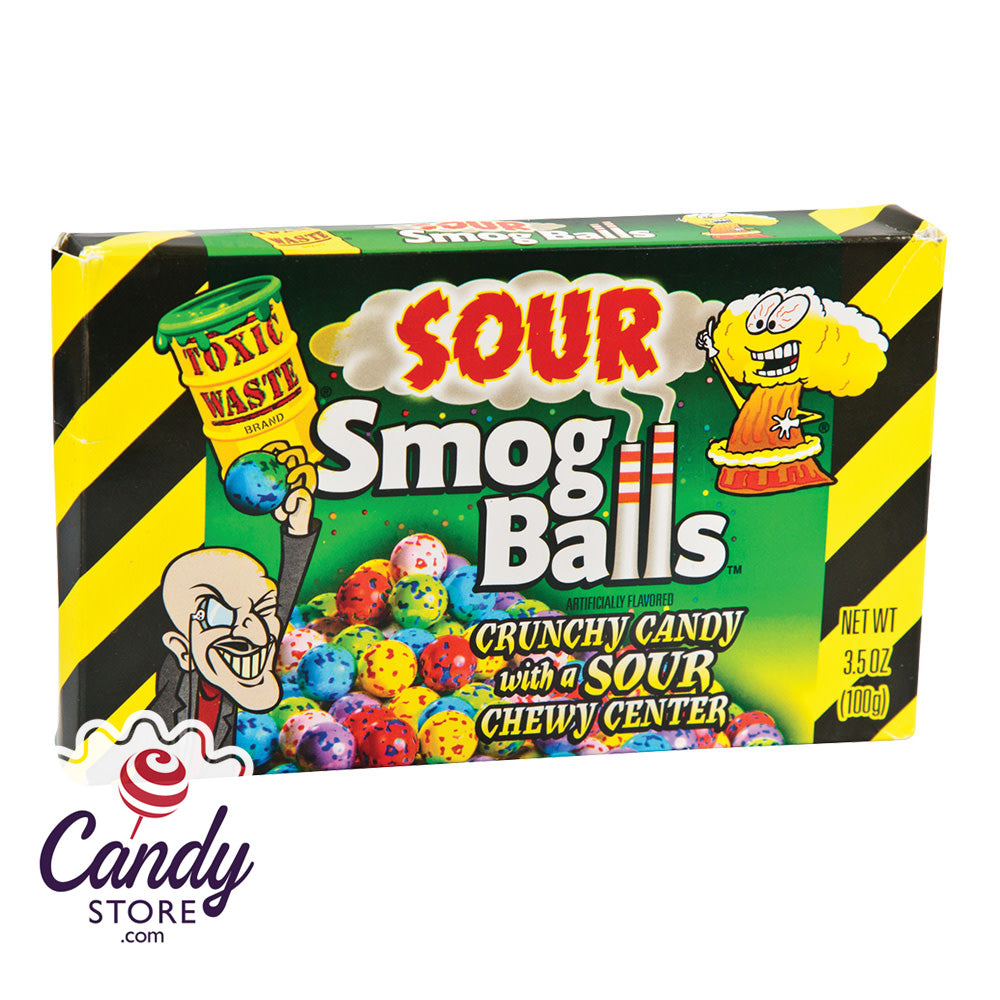 SOUR
Smog Balls
TOXIC
WASTE
BRAND
®
SOUR
Smog
Balls™
®
ARTIFICIALLY FLAVORED
CRUNCHY CANDY
with a SOUR
CHEWY CENTER
NET WT
3.5 OZ
(100g)
Candy
STORE
.com